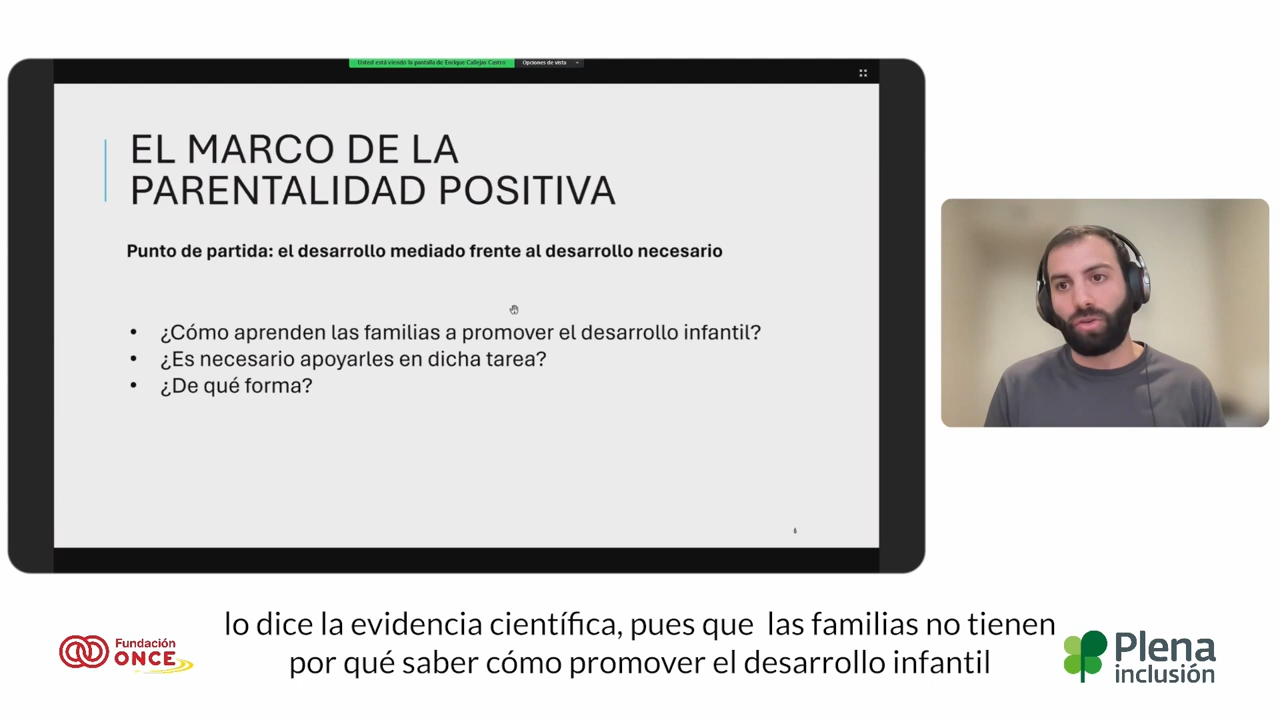 Usted está viendo la pantalla de Enrique Callejas Castro
Opciones de vista
EL MARCO DE LA
PARENTALIDAD POSITIVA
Punto de partida: el desarrollo mediado frente al desarrollo necesario
• ¿Cómo aprenden las familias a promover el desarrollo infantil?
• ¿Es necesario apoyarles en dicha tarea?
• ¿De qué forma?
lo dice la evidencia científica, pues que las familias no tienen
por qué saber cómo promover el desarrollo infantil
Fundación
ONCE
Plena
inclusión